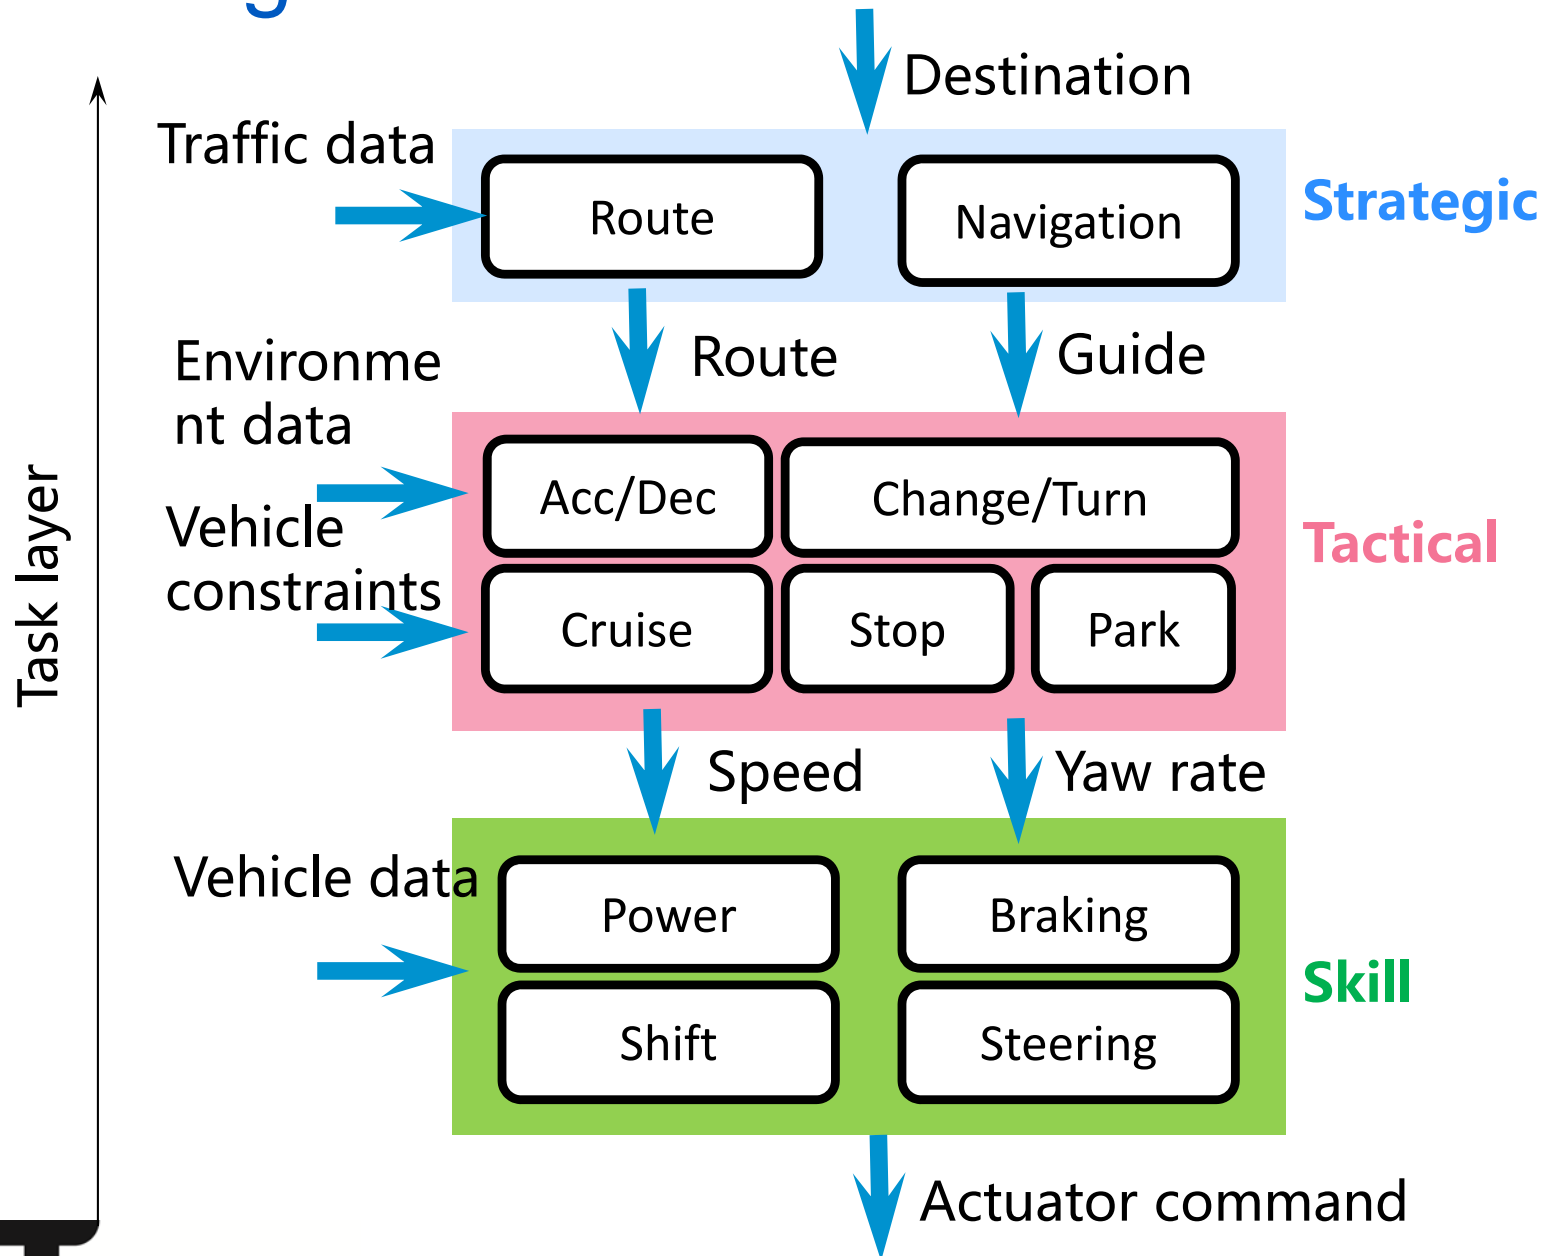 Destination
Traffic data
Route
Navigation
Strategic
Route
Guide
Environme
nt data
Acc/Dec
Change/Turn
Vehicle
constraints
Tactical
Cruise
Stop
Park
Task layer
Speed
Yaw rate
Vehicle data
Power
Braking
Skill
Shift
Steering
Actuator command